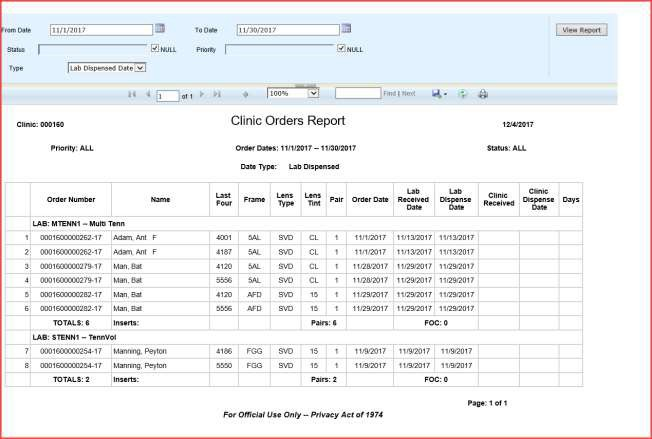 From Date 11/1/2017 To Date 11/30/2017 View Report
Status NULL Priority NULL
Type Lab Dispensed Date
1 of 1 100% Find | Next
Clinic: 000160 Clinic Orders Report 12/4/2017
Priority: ALL Order Dates: 11/1/2017 -- 11/30/2017 Status: ALL
Date Type: Lab Dispensed
Order Number Name Last Four Frame Lens Type Lens Tint Pair Order Date Lab Received Date Lab Dispense Date Clinic Received Clinic Dispense Date Days
LAB: MTENN1 -- Multi Tenn
1 0001600000262-17 Adam, Ant F 4001 5AL SVD CL 1 11/1/2017 11/13/2017 11/13/2017
2 0001600000262-17 Adam, Ant F 4187 5AL SVD CL 1 11/1/2017 11/13/2017 11/13/2017
3 0001600000279-17 Man, Bat 4120 5AL SVD CL 1 11/28/2017 11/29/2017 11/29/2017
4 0001600000279-17 Man, Bat 5556 5AL SVD CL 1 11/28/2017 11/29/2017 11/29/2017
5 0001600000282-17 Man, Bat 4120 AFD SVD 15 1 11/29/2017 11/29/2017 11/29/2017
6 0001600000282-17 Man, Bat 5556 AFD SVD 15 1 11/29/2017 11/29/2017 11/29/2017
TOTALS: 6 Inserts: Pairs: 6 FOC: 0
LAB: STENN1 -- TennVol
7 0001600000254-17 Manning, Peyton 4186 FGG SVD 15 1 11/9/2017 11/9/2017 11/9/2017
8 0001600000254-17 Manning, Peyton 5550 FGG SVD 15 1 11/9/2017 11/9/2017 11/9/2017
TOTALS: 2 Inserts: Pairs: 2 FOC: 0
Page: 1 of 1
For Official Use Only -- Privacy Act of 1974